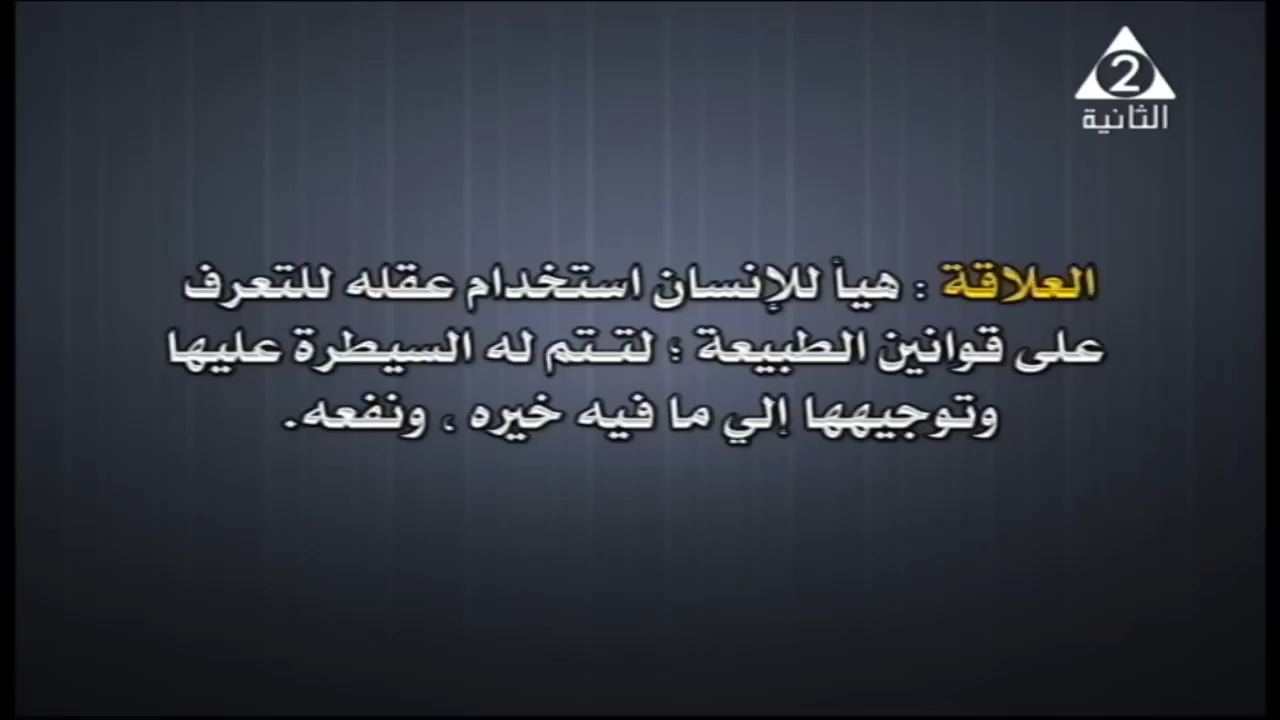 2
الثانية
العلاقة : هيأ للإنسان استخدام عقله للتعرف
على قوانين الطبيعة ؛ لتـتم له السيطرة عليها
وتوجيهها إلي ما فيه خيره ، ونفعه.